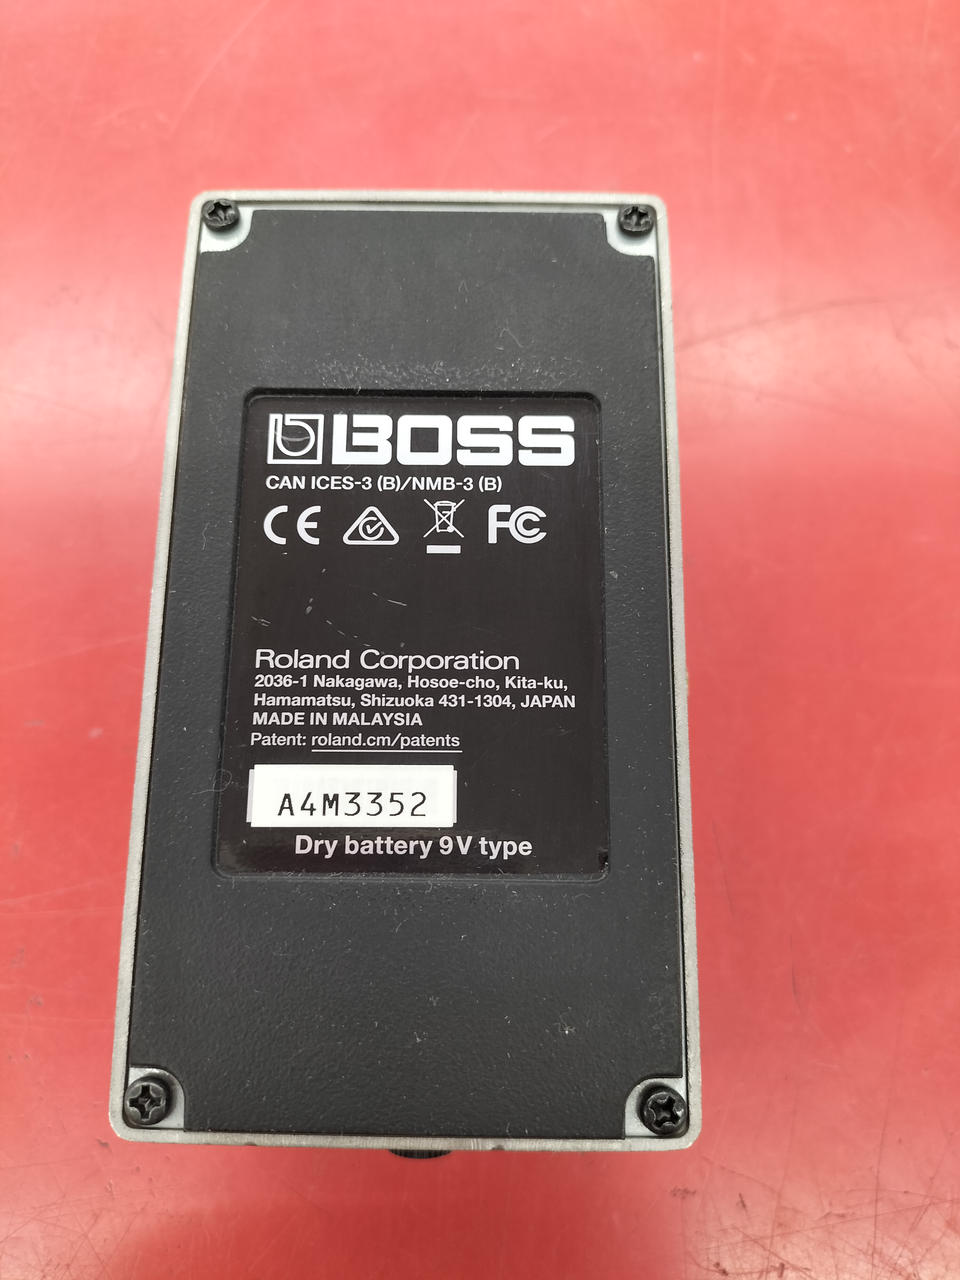 BOSS
CAN ICES-3 (B)/NMB-3 (B)
CE FC
Roland Corporation
2036-1 Nakagawa, Hosoe-cho, Kita-ku,
Hamamatsu, Shizuoka 431-1304, JAPAN
MADE IN MALAYSIA
Patent: roland.cm/patents
A4M3352
Dry battery 9V type